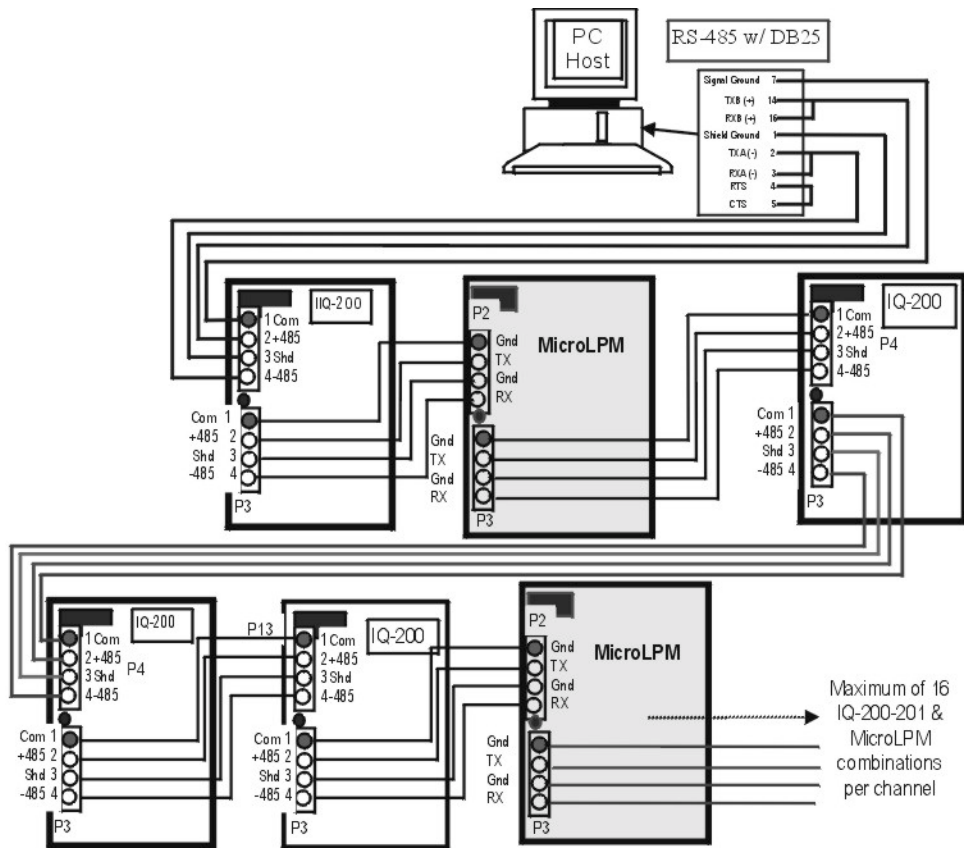 PC
Host
RS-485 w/ DB25
Signal Ground 7
TXB (+) 14
RXB (+) 16
Shield Ground 1
TXA (-) 2
RXA (-) 3
RTS 4
CTS 5
IIQ-200
1 Com
2 +485
3 Shd
4 -485
Com 1
+485 2
Shd 3
-485 4
P3
P2
MicroLPM
Gnd
TX
Gnd
RX
Gnd
TX
Gnd
RX
P3
IQ-200
1 Com
2 +485
3 Shd
4 -485
P4
Com 1
+485 2
Shd 3
-485 4
P3
IQ-200
1 Com
2 +485
3 Shd
4 -485
P4
Com 1
+485 2
Shd 3
-485 4
P3
P13
IQ-200
1 Com
2 +485
3 Shd
4 -485
Com 1
+485 2
Shd 3
-485 4
P3
P2
MicroLPM
Gnd
TX
Gnd
RX
Gnd
TX
Gnd
RX
P3
Maximum of 16
IQ-200-201 &
MicroLPM
combinations
per channel